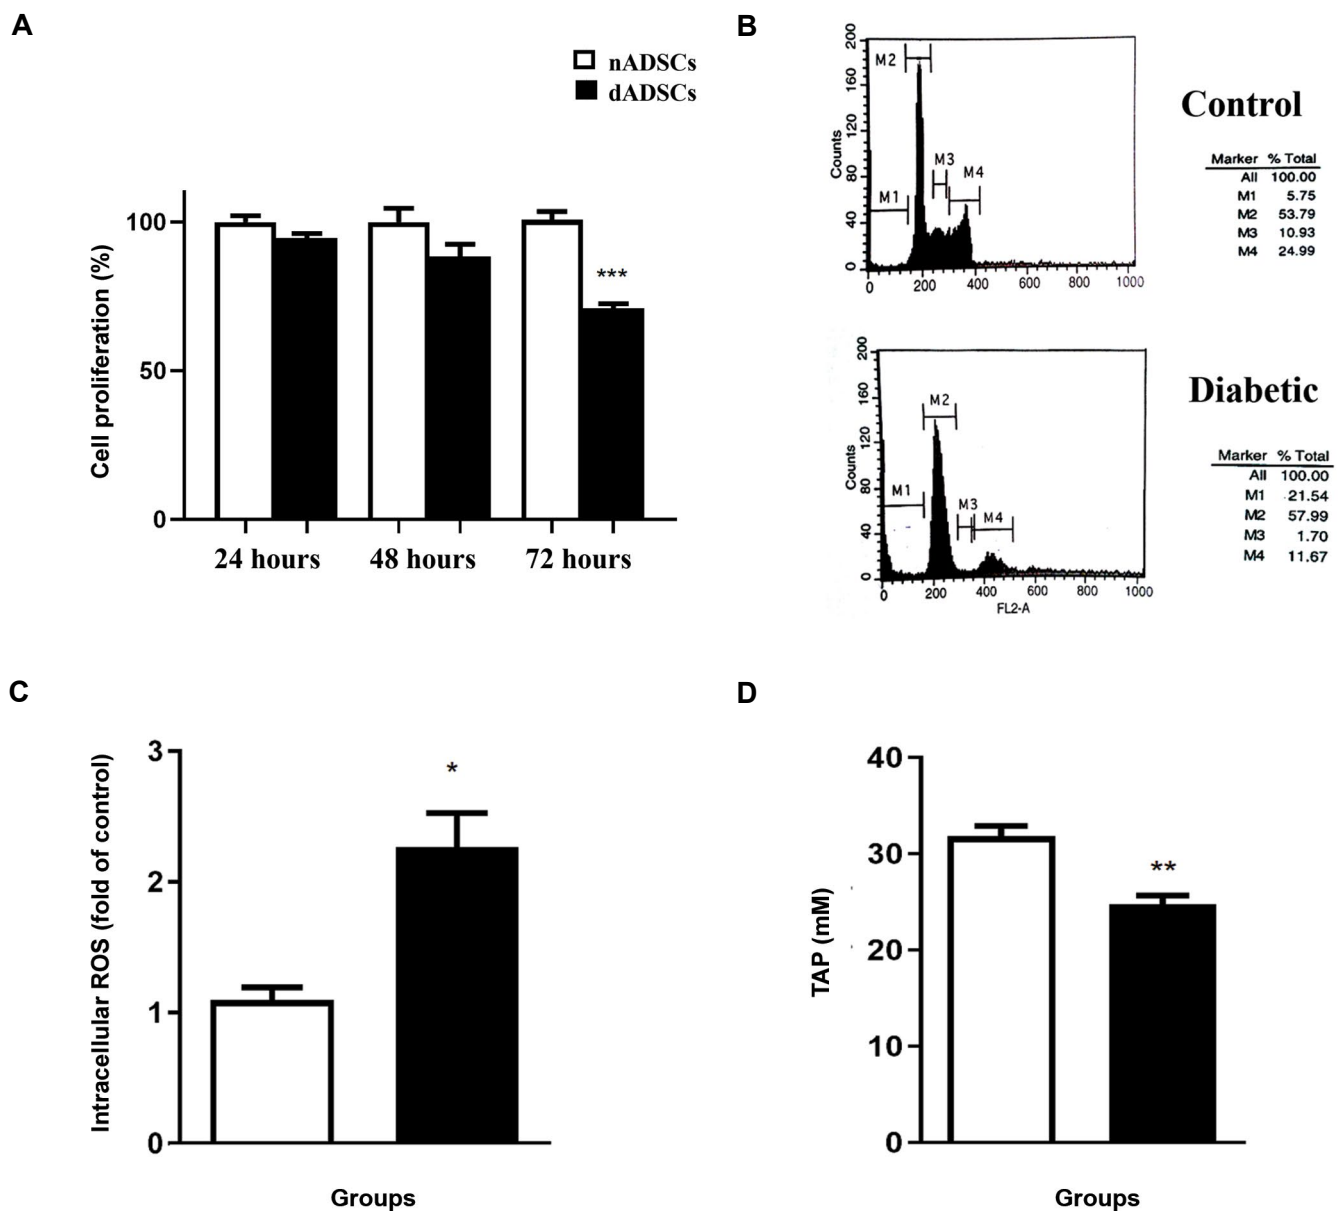 A
nADSCs
dADSCs
Cell proliferation (%)
100
50
0
***
24 hours
48 hours
72 hours
B
Counts
200
160
120
80
40
0
M2
M3
M4
M1
0
200
400
600
800
1000
Control
Marker % Total
All 100.00
M1 5.75
M2 53.79
M3 10.93
M4 24.99
Counts
200
160
120
80
40
0
M2
M1
M3
M4
0
200
400
600
800
1000
FL2-A
Diabetic
Marker % Total
All 100.00
M1 21.54
M2 57.99
M3 1.70
M4 11.67
C
Intracellular ROS (fold of control)
3
2
1
0
*
Groups
D
TAP (mM)
40
30
20
10
0
**
Groups